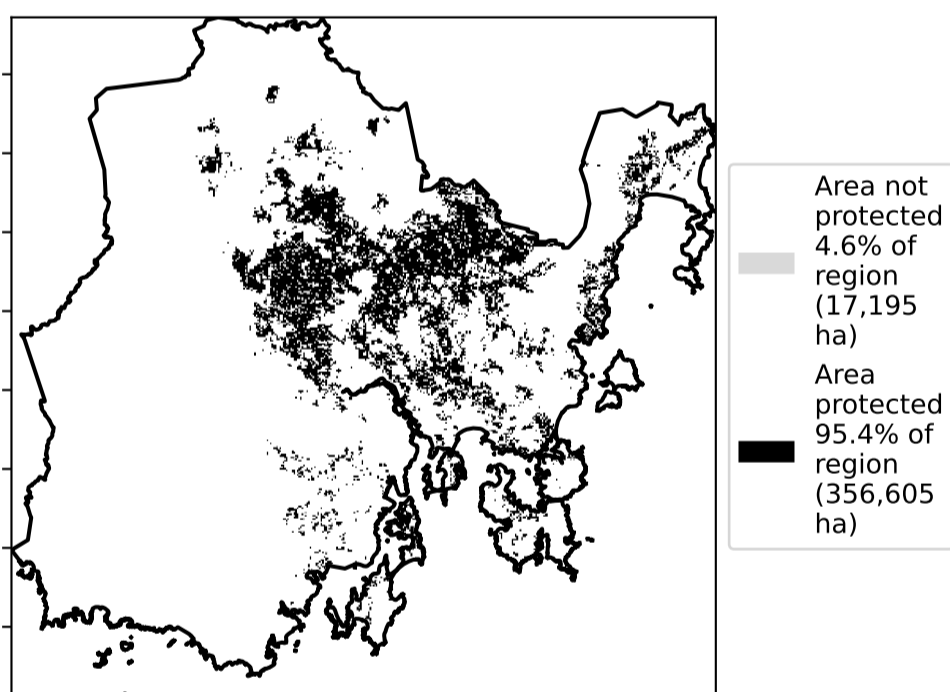 Area not
protected
4.6% of
region
(17,195
ha)
Area
protected
95.4% of
region
(356,605
ha)